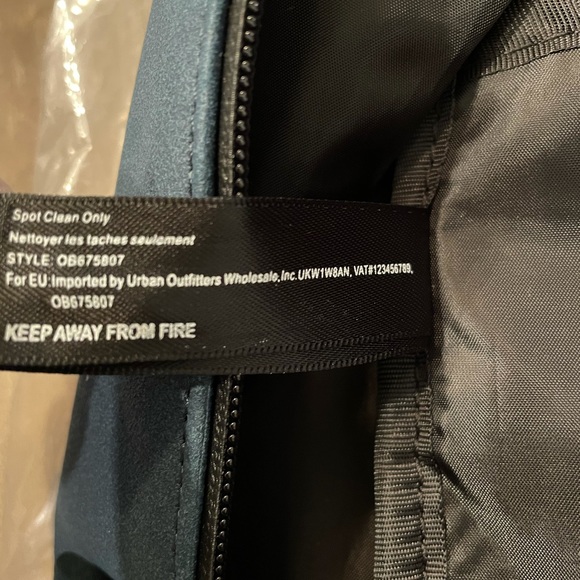 Spot Clean Only
Nettoyer les taches seulement
STYLE: OB675807
For EU:Imported by Urban Outfitters Wholesale,Inc.UKW1W8AN, VAT#123456789,
OB675807
KEEP AWAY FROM FIRE